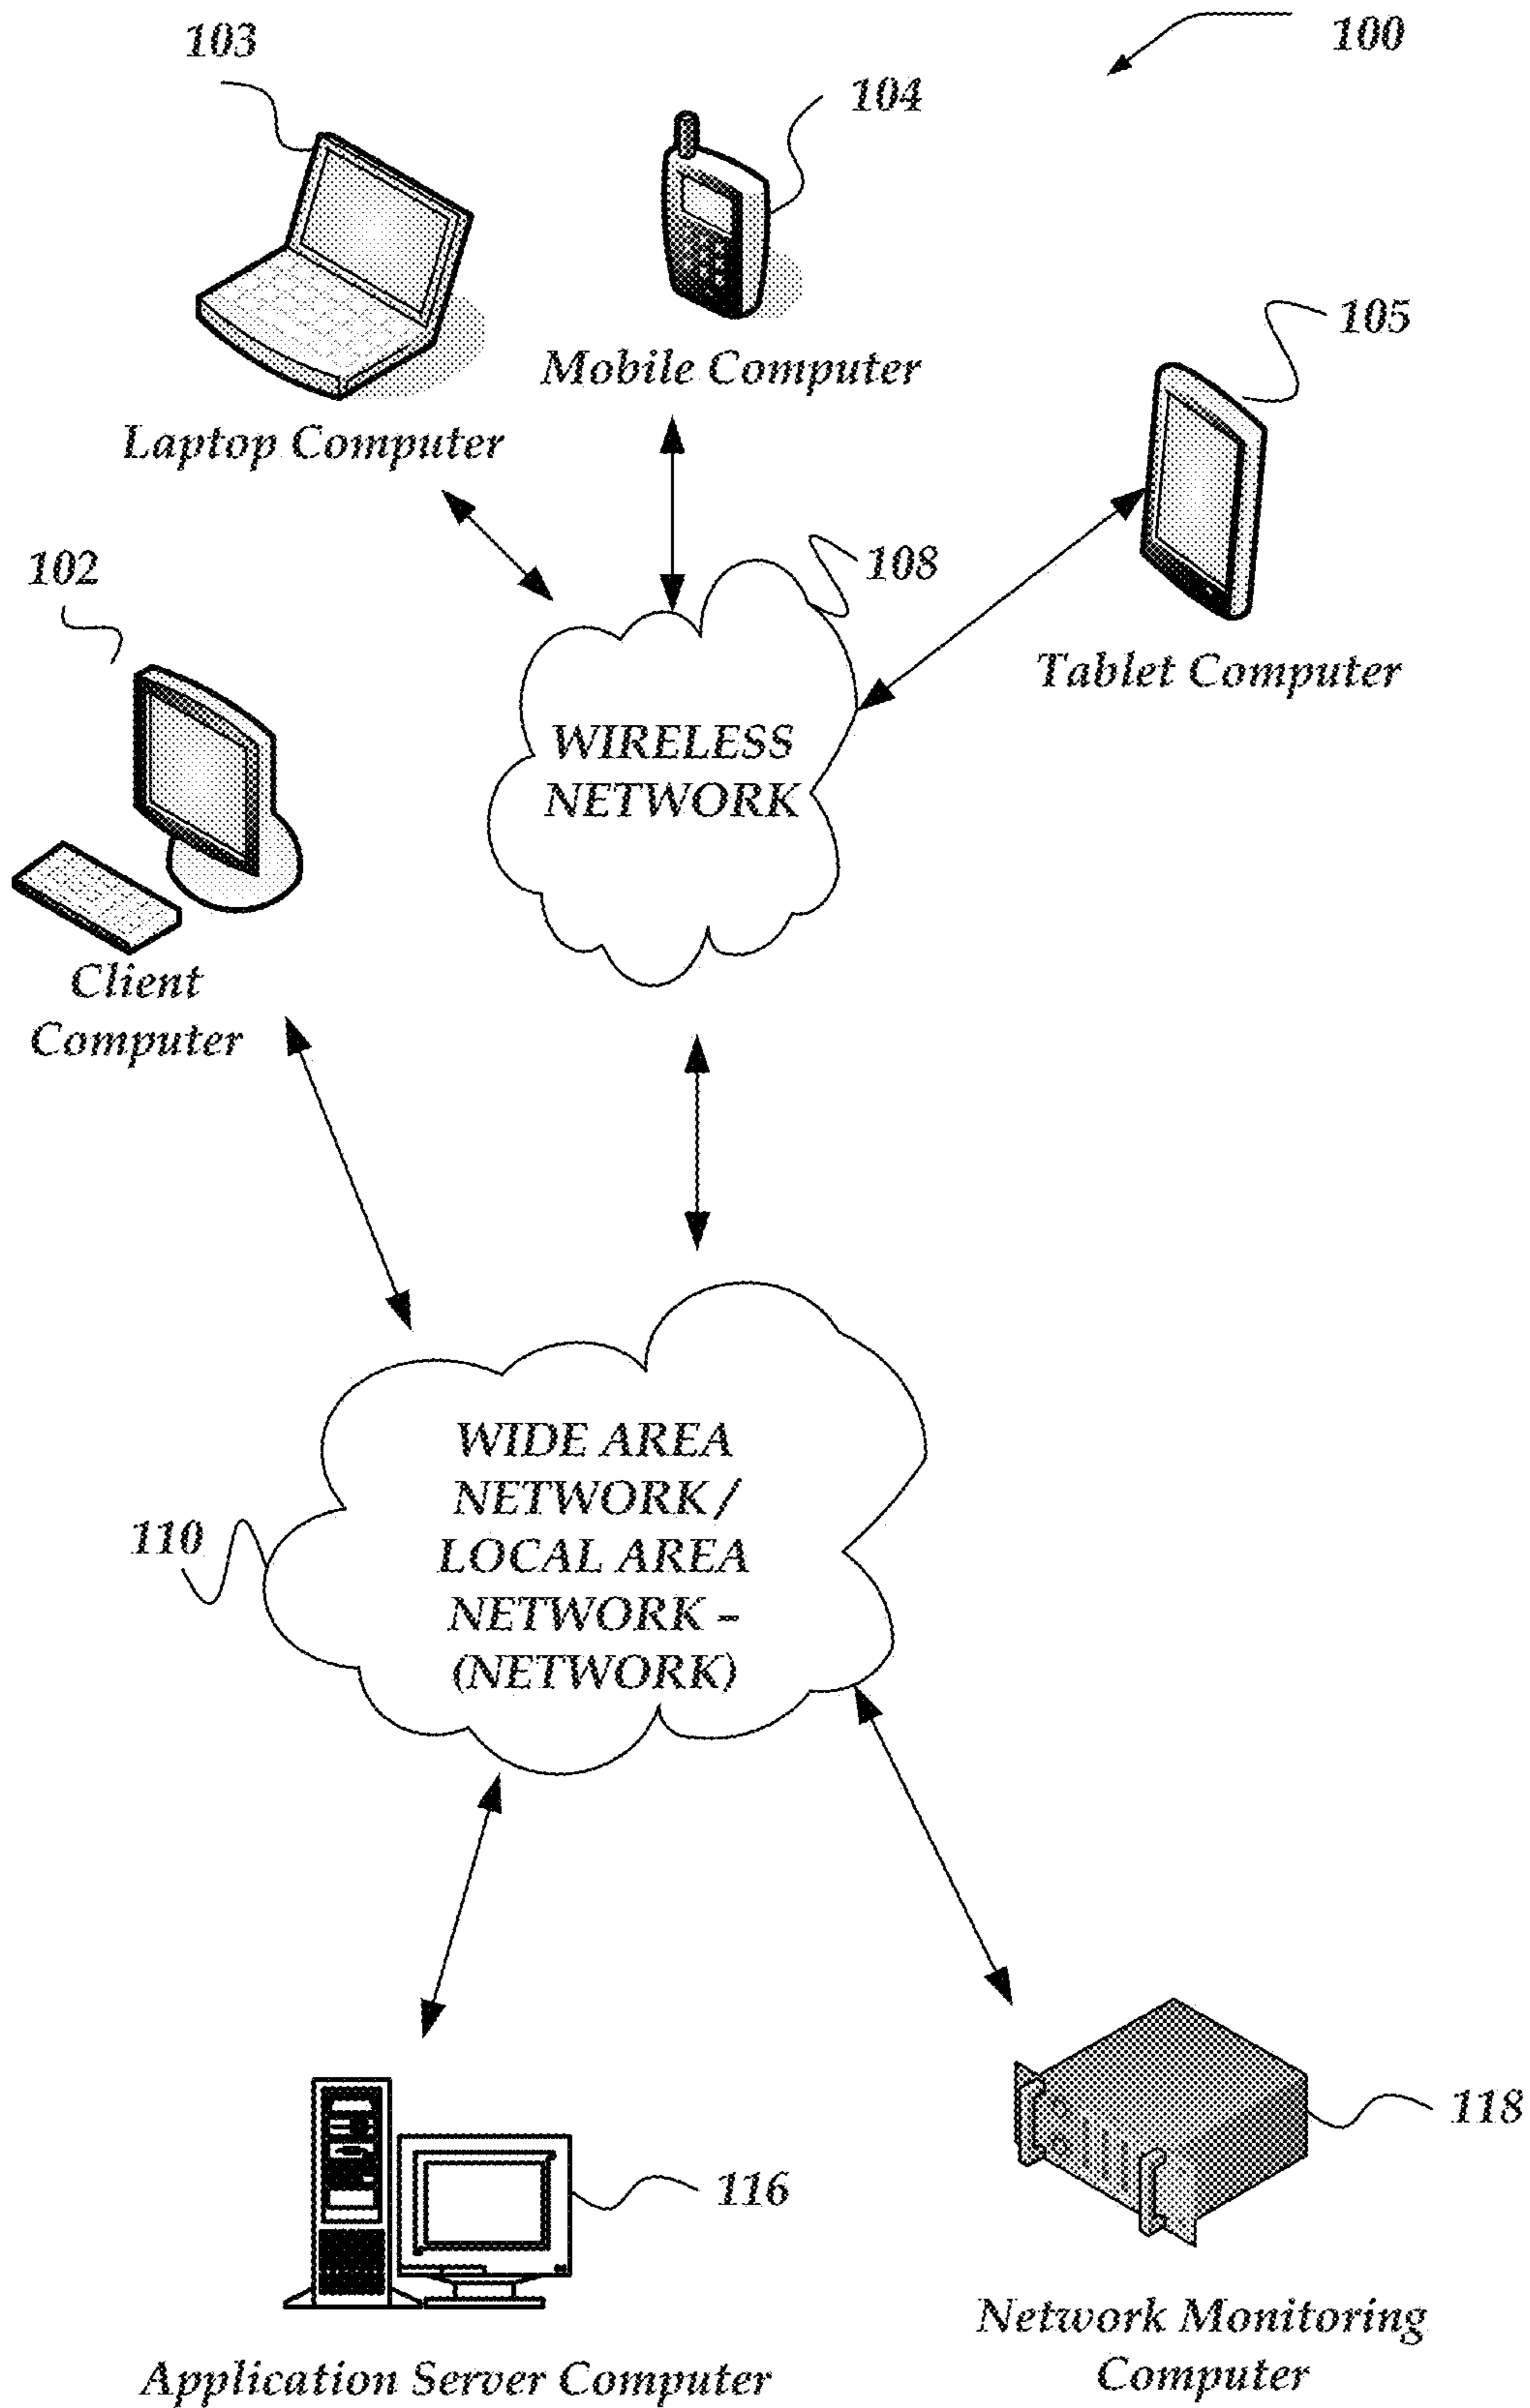 103
100
104
105
Mobile Computer
Laptop Computer
102
108
Tablet Computer
WIRELESS
NETWORK
Client
Computer
WIDE AREA
NETWORK /
LOCAL AREA
NETWORK –
(NETWORK)
110
118
116
Network Monitoring
Computer
Application Server Computer